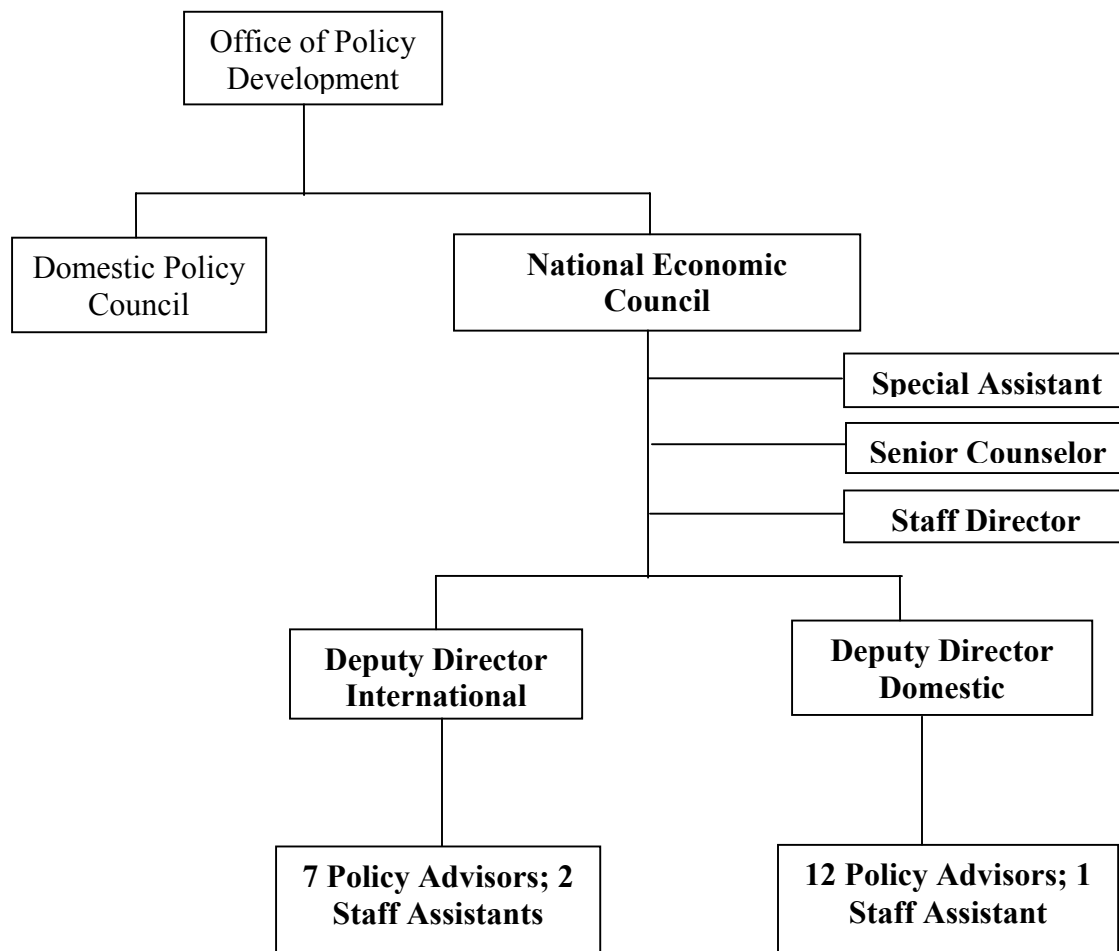 Office of Policy
Development
Domestic Policy
Council
National Economic
Council
Special Assistant
Senior Counselor
Staff Director
Deputy Director
International
Deputy Director
Domestic
7 Policy Advisors; 2
Staff Assistants
12 Policy Advisors; 1
Staff Assistant